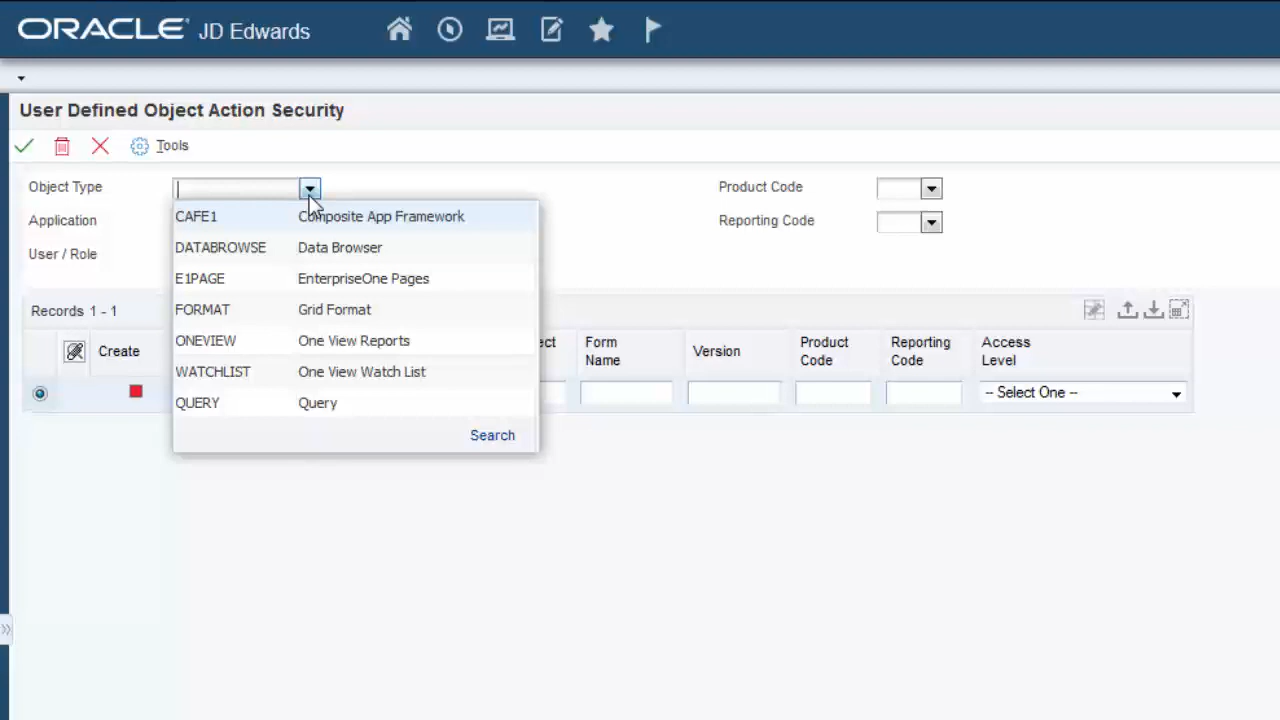 ORACLE JD Edwards
User Defined Object Action Security
Tools
Object Type
Product Code
Application
Reporting Code
User / Role
CAFE1 Composite App Framework
DATABROWSE Data Browser
E1PAGE EnterpriseOne Pages
FORMAT Grid Format
ONEVIEW One View Reports
WATCHLIST One View Watch List
QUERY Query
Search
Records 1 - 1
Create
Form
Name
Version
Product
Code
Reporting
Code
Access
Level
-- Select One --